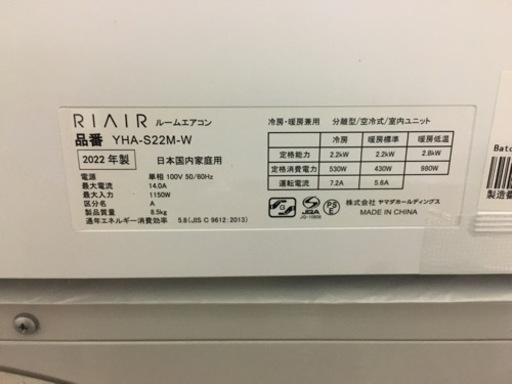 RIAIR ルームエアコン
品番 YHA-S22M-W
2022 年製 日本国内家庭用
電源 単相 100V 50/60Hz
最大電流 14.0A
最大入力 1150W
区分名 A
製品質量 8.5kg
通年エネルギー消費効率 5.8 (JIS C 9612:2013)
冷房・暖房兼用 分離型/空冷式/室内ユニット
冷房 暖房標準 暖房低温
定格能力 2.2kW 2.2kW 2.8kW
定格消費電力 530W 430W 980W
運転電流 7.2A 5.6A
JQA
PSE
株式会社 ヤマダホールディングス
MADE IN CHINA
Batc
製造番